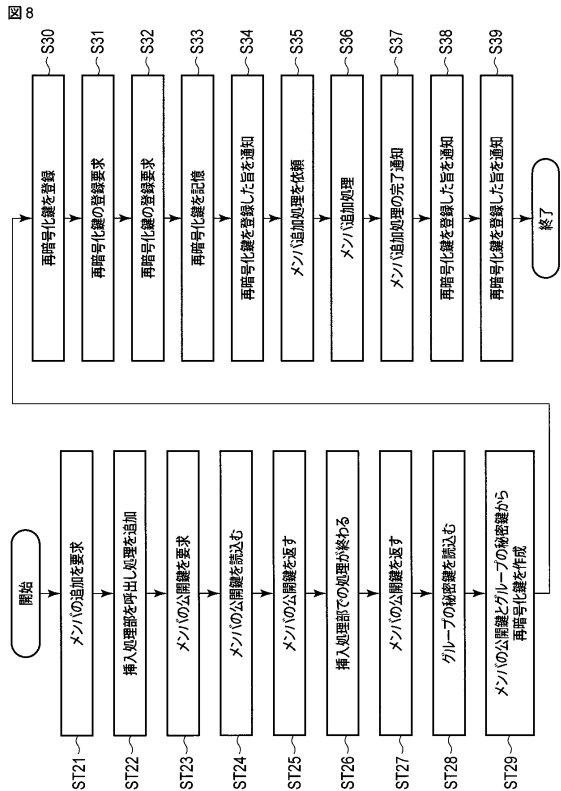 図8
開始
メンバの追加を要求
ST21
挿入処理部を呼出し処理を追加
ST22
メンバの公開鍵を要求
ST23
メンバの公開鍵を読込む
ST24
メンバの公開鍵を返す
ST25
挿入処理部での処理が終わる
ST26
メンバの公開鍵を返す
ST27
グループの秘密鍵を読込む
ST28
メンバの公開鍵とグループの秘密鍵から
再暗号化鍵を作成
ST29
再暗号化鍵を登録
S30
再暗号化鍵の登録要求
S31
再暗号化鍵の登録要求
S32
再暗号化鍵を記憶
S33
再暗号化鍵を登録した旨を通知
S34
メンバ追加処理を依頼
S35
メンバ追加処理
S36
メンバ追加処理の完了通知
S37
再暗号化鍵を登録した旨を通知
S38
再暗号化鍵を登録した旨を通知
S39
終了